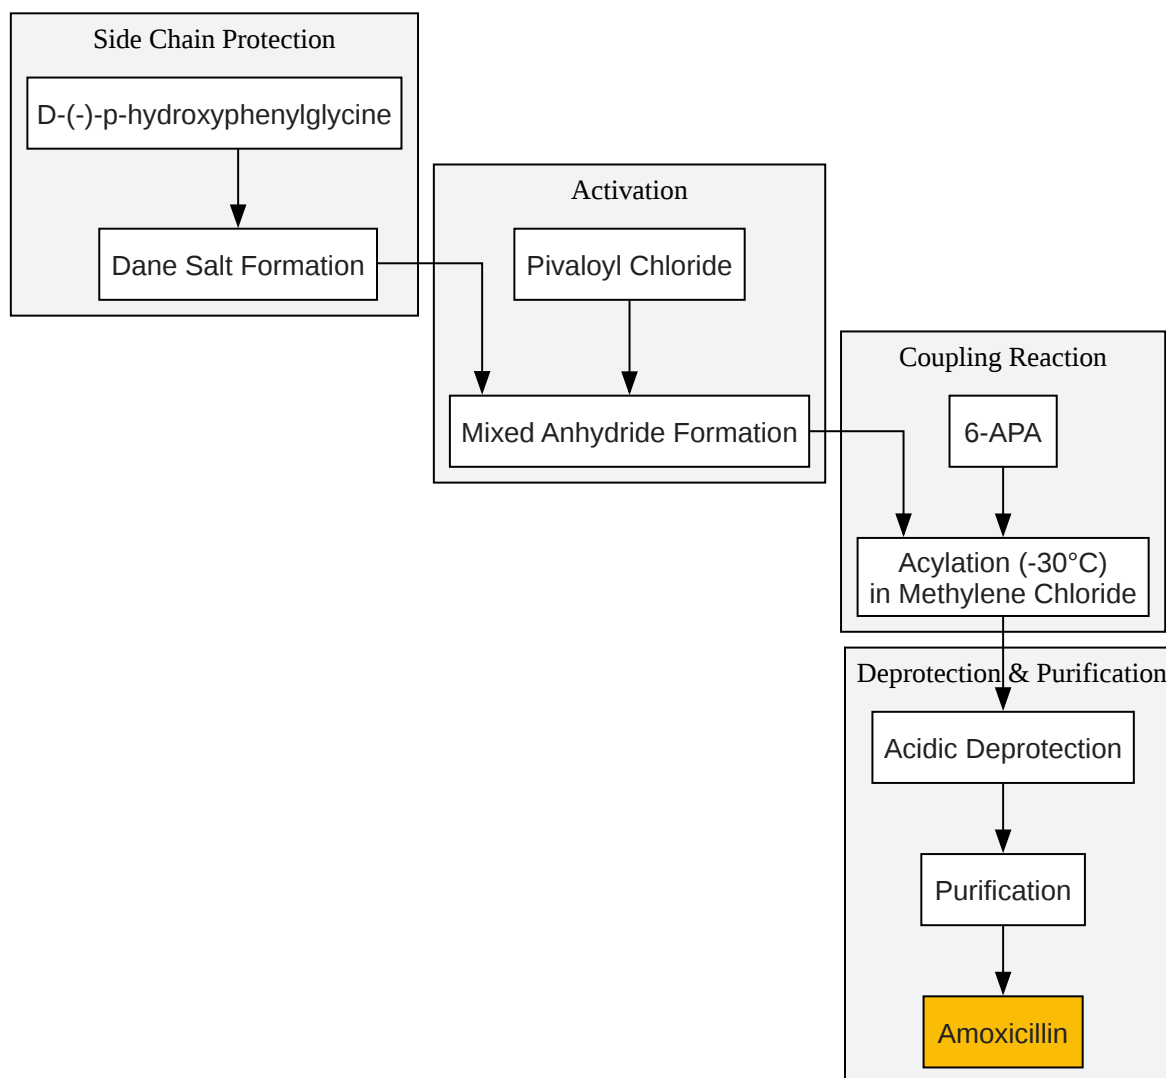 Side Chain Protection
D-(-)-p-hydroxyphenylglycine
Dane Salt Formation
Activation
Pivaloyl Chloride
Mixed Anhydride Formation
Coupling Reaction
6-APA
Acylation (-30°C)
in Methylene Chloride
Deprotection & Purification
Acidic Deprotection
Purification
Amoxicillin